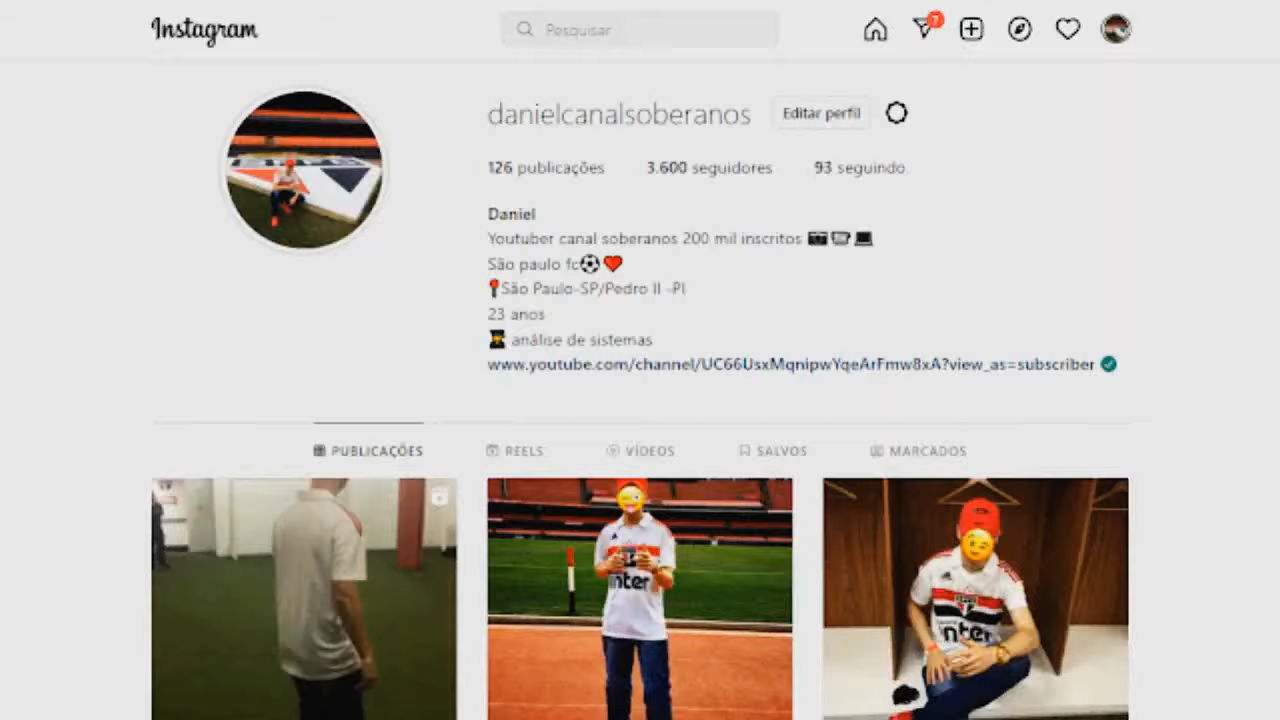 Instagram
Pesquisar
7
danielcanalsoberanos
Editar perfil
126 publicações 3.600 seguidores 93 seguindo
Daniel
Youtuber canal soberanos 200 mil inscritos
São paulo fc
São Paulo-SP/Pedro II -PI
23 anos
análise de sistemas
www.youtube.com/channel/UC66UsxMqnipwYqeArFmw8xA?view_as=subscriber
PUBLICAÇÕES REELS VÍDEOS SALVOS MARCADOS
inter
inter